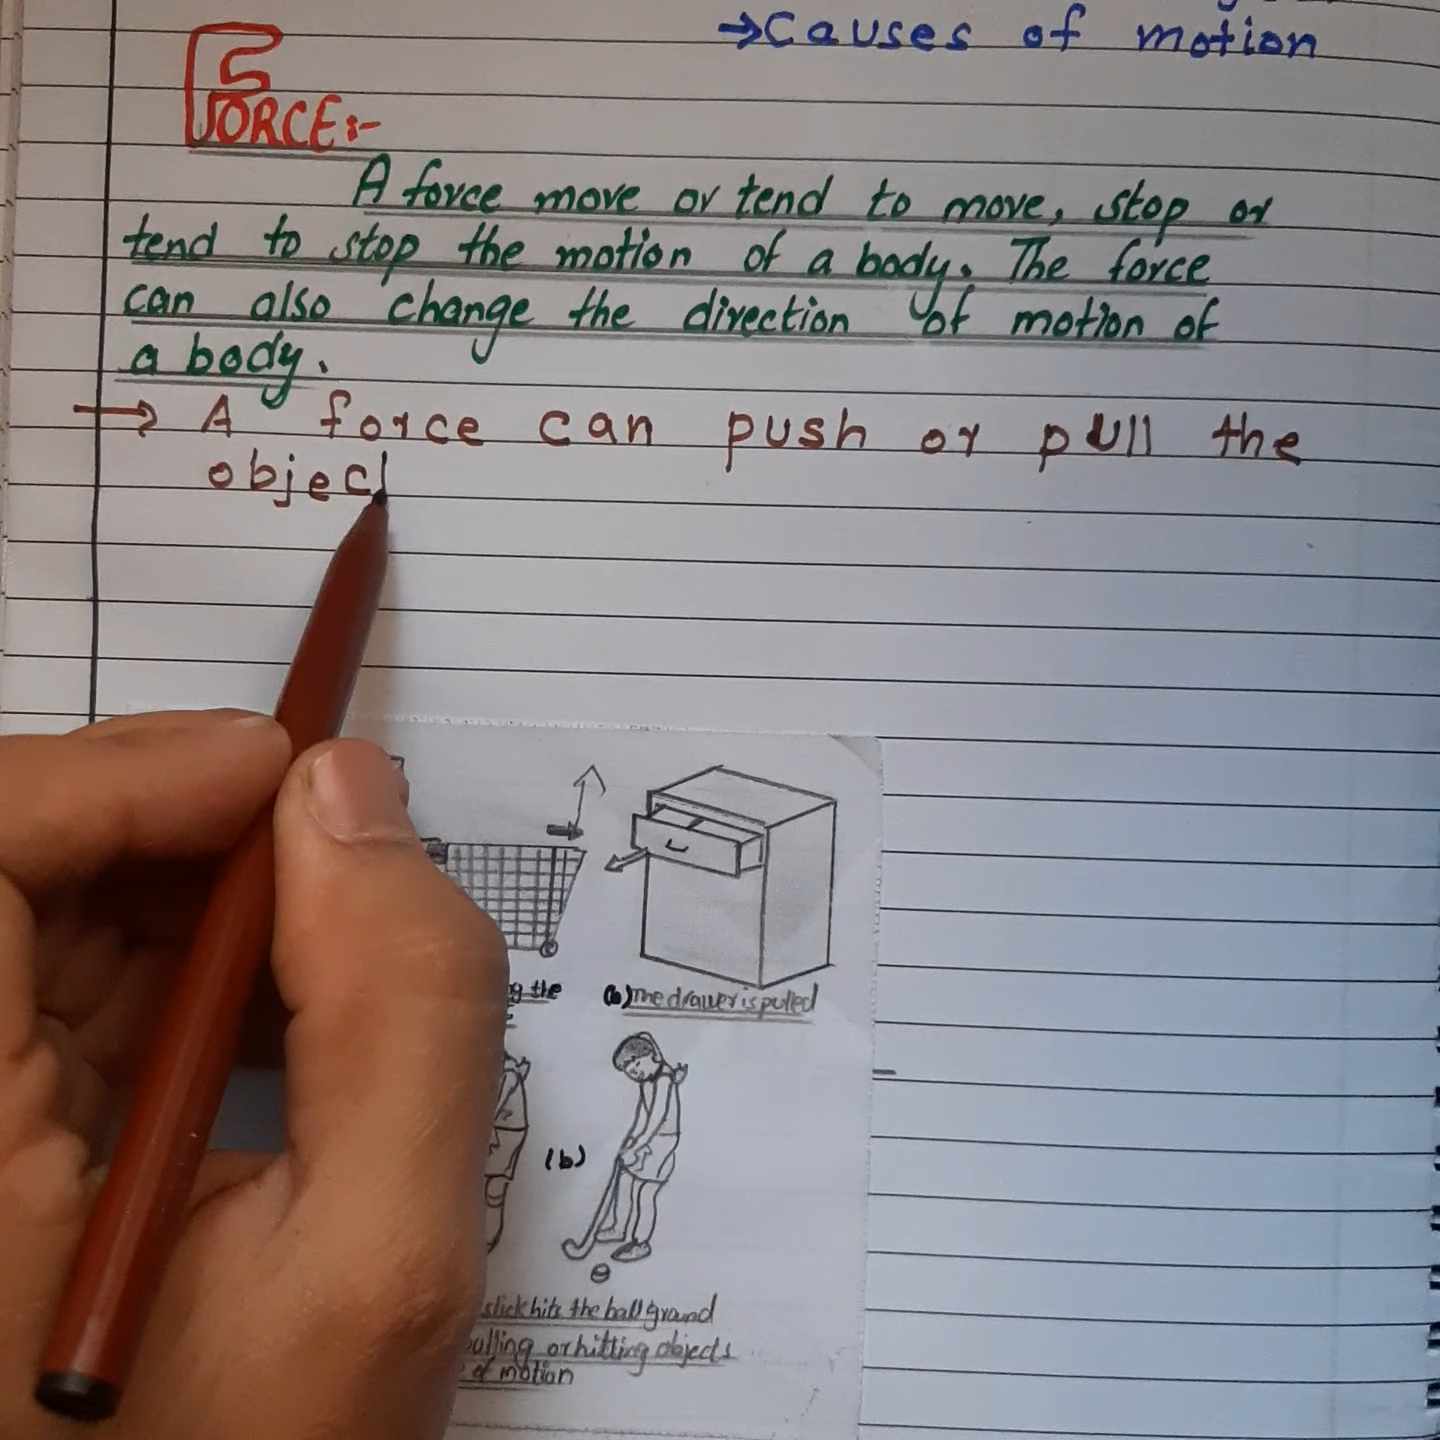 →Causes of motion
FORCE:-
A force move or tend to move, stop or
tend to stop the motion of a body. The force
can also change the direction of motion of
a body.
→ A force can push or pull the
objec
the
(b) The drawer is pulled
(b)
stick hits the ball ground
or hitting objects
of motion